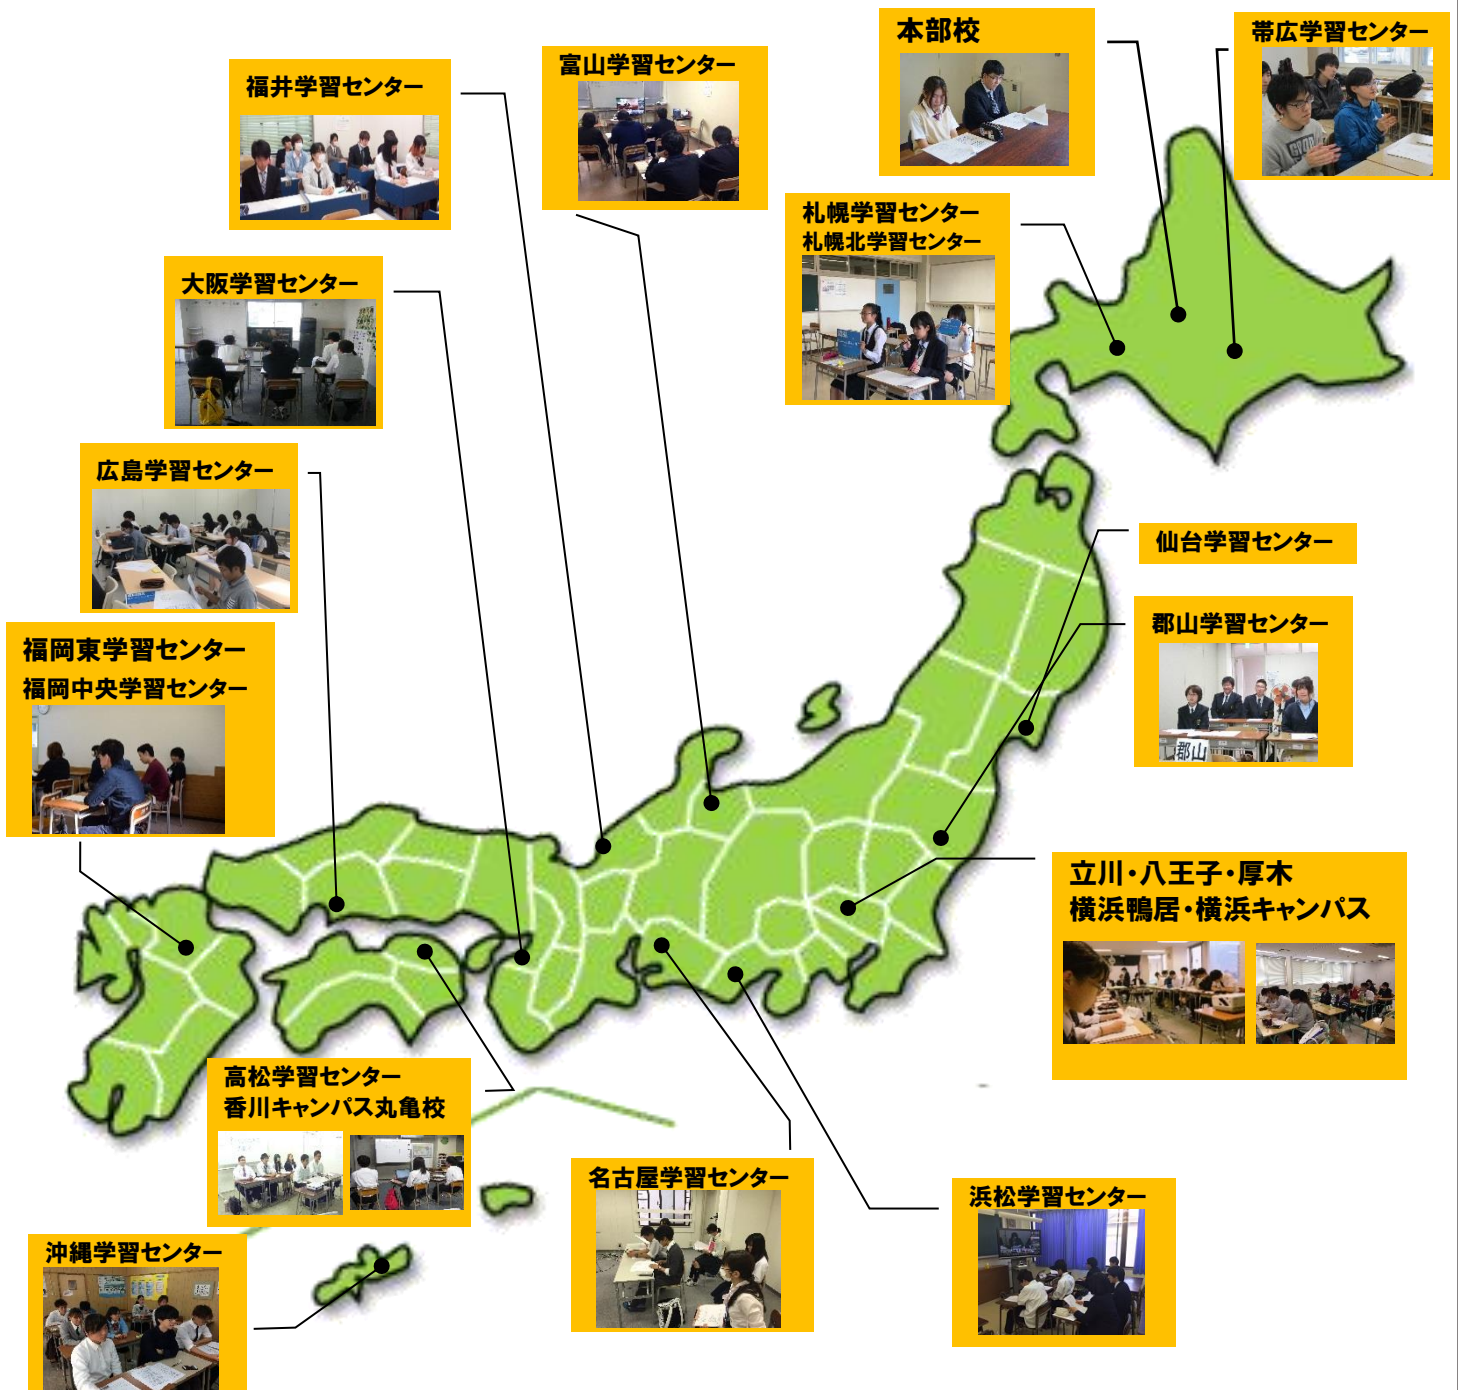 本部校
帯広学習センター
富山学習センター
福井学習センター
札幌学習センター
札幌北学習センター
大阪学習センター
広島学習センター
仙台学習センター
郡山学習センター
郡山
福岡東学習センター
福岡中央学習センター
立川・八王子・厚木
横浜鴨居・横浜キャンパス
高松学習センター
香川キャンパス丸亀校
名古屋学習センター
浜松学習センター
沖縄学習センター